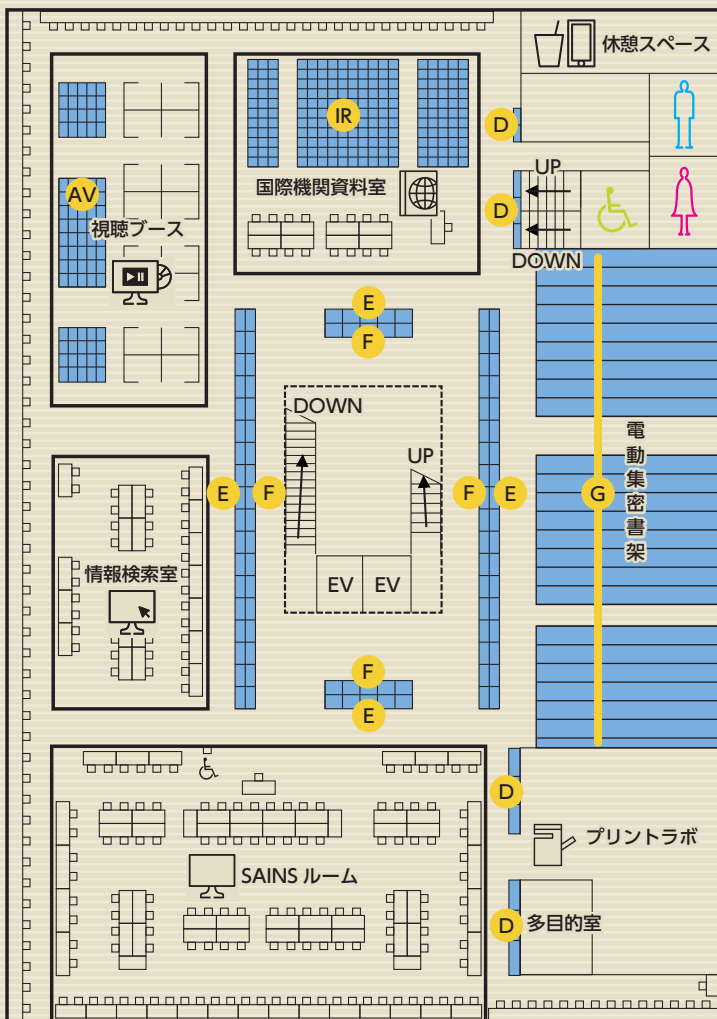 休憩スペース
IR
D
国際機関資料室
AV
視聴ブース
UP
D
DOWN
E
F
DOWN
UP
電動集密書架
E
F
F
E
G
EV
EV
情報検索室
F
E
D
プリントラボ
SAINS ルーム
D
多目的室